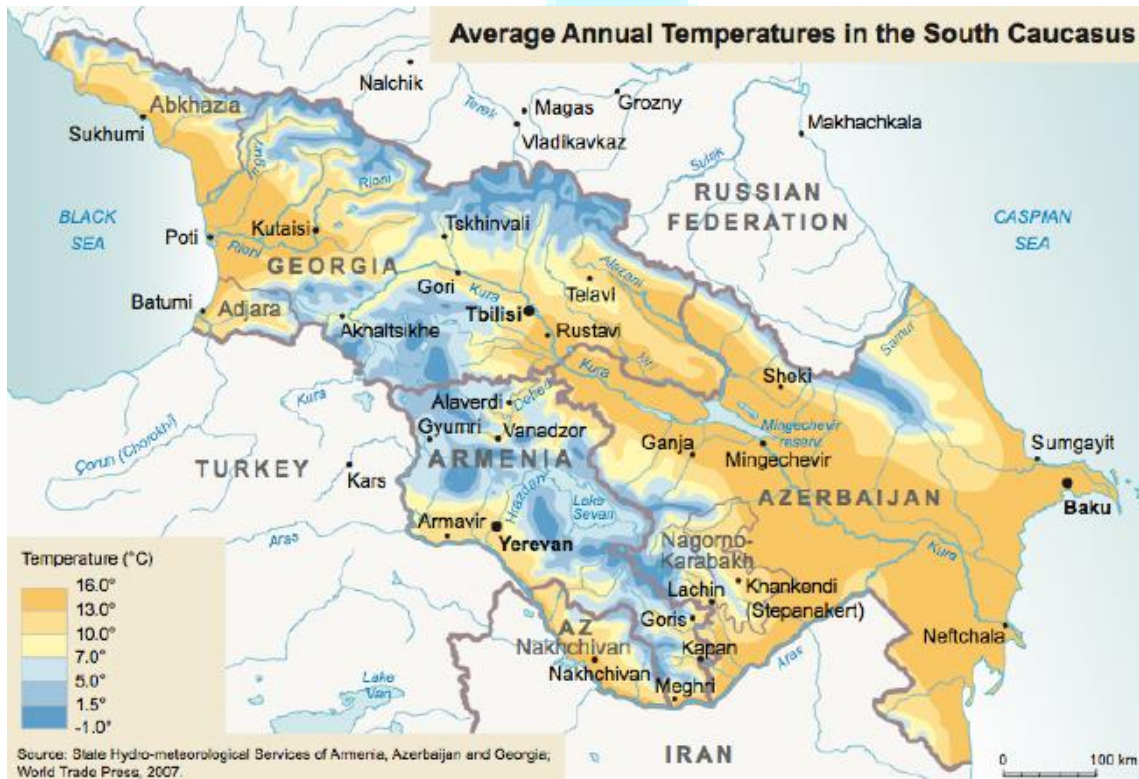 Average Annual Temperatures in the South Caucasus
Nalchik
Terek
Magas
Grozny
Vladikavkaz
Makhachkala
Sulak
Abkhazia
Sukhumi
Inguri
Rioni
RUSSIAN
FEDERATION
BLACK
SEA
CASPIAN
SEA
Poti
Kutaisi
Tskhinvali
Rioni
GEORGIA
Alazani
Gori
Kura
Telavi
Batumi
Adjara
Tbilisi
Akhaltsikhe
Rustavi
Samur
Iori
Kura
Sheki
Kura
Alaverdi
Debed
Gyumri
Vanadzor
Mingechevir
reserv.
Ganja
Mingechevir
Sumgayit
Çorun (Chorokhi)
TURKEY
Kars
ARMENIA
AZERBAIJAN
Baku
Hrazdan
Lake
Sevan
Aras
Armavir
Yerevan
Kura
Nagorno-
Karabakh
Khankendi
(Stepanakert)
Lachin
Goris
AZ
Nakhchivan
Neftchala
Kapan
Aras
Nakhchivan
Meghri
Lake
Van
IRAN
Temperature (°C)
16.0°
13.0°
10.0°
7.0°
5.0°
1.5°
-1.0°
Source: State Hydro-meteorological Services of Armenia, Azerbaijan and Georgia;
World Trade Press, 2007.
0 100 km